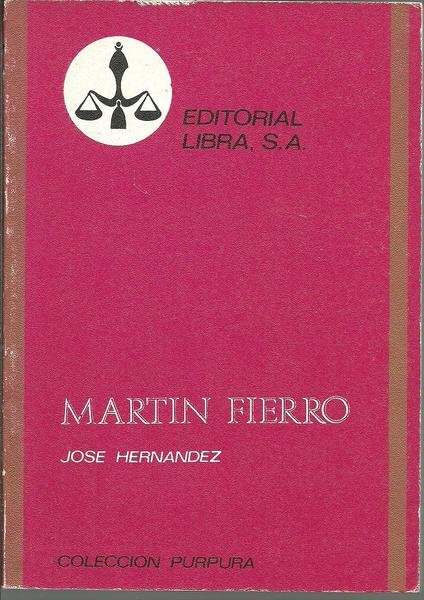 EDITORIAL
LIBRA, S.A.
MARTIN FIERRO
JOSE HERNANDEZ
COLECCION PURPURA